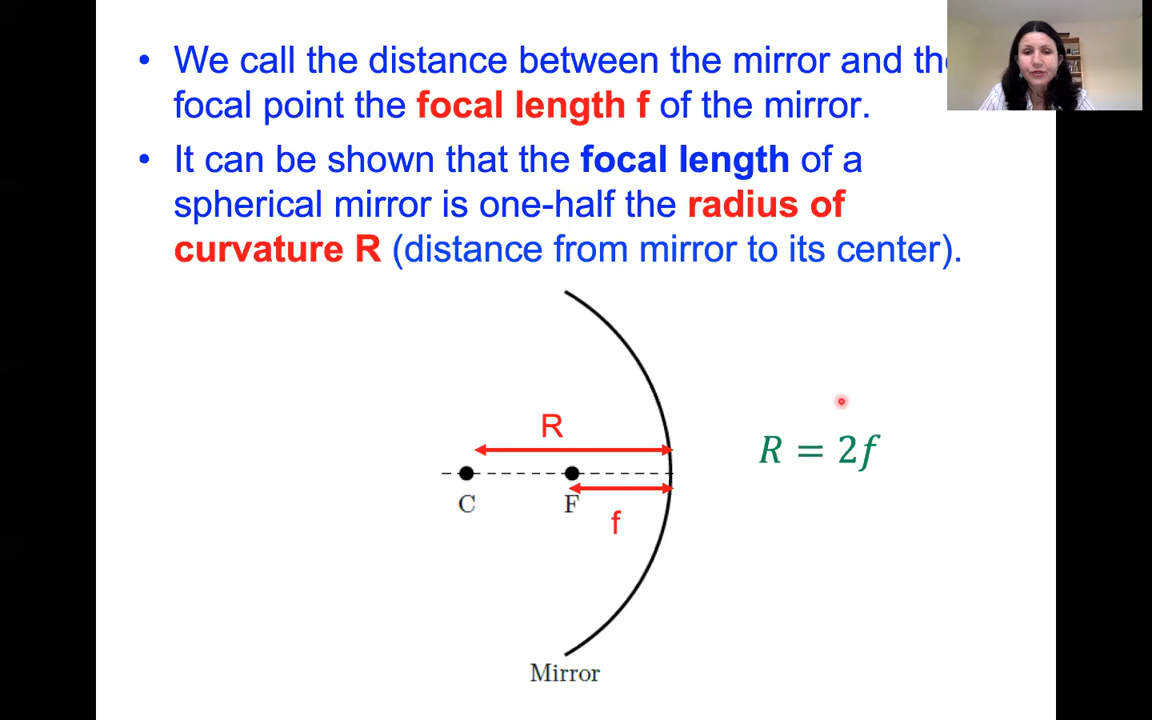 • We call the distance between the mirror and the
focal point the focal length f of the mirror.
• It can be shown that the focal length of a
spherical mirror is one-half the radius of
curvature R (distance from mirror to its center).
R
R = 2f
C
F
f
Mirror